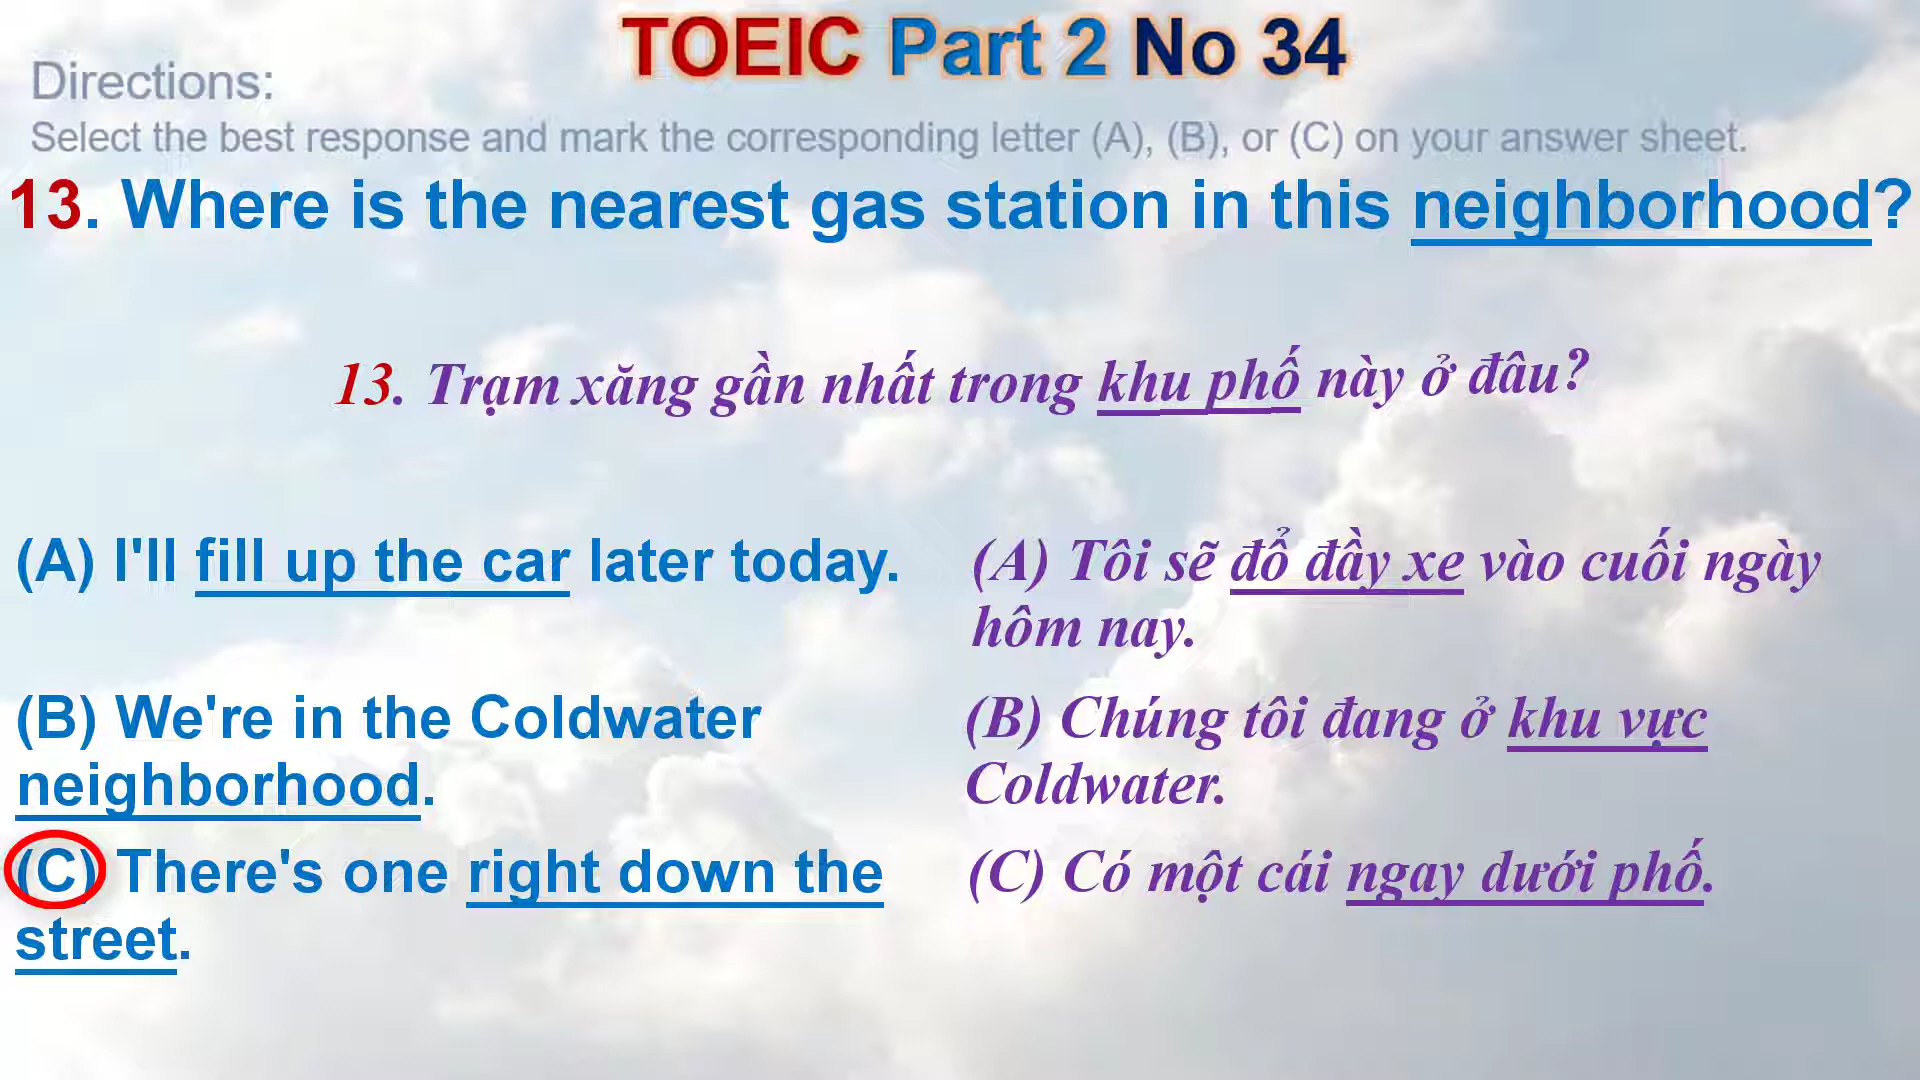 TOEIC Part 2 No 34
Directions:
Select the best response and mark the corresponding letter (A), (B), or (C) on your answer sheet.
13. Where is the nearest gas station in this neighborhood?
13. Trạm xăng gần nhất trong khu phố này ở đâu?
(A) I'll fill up the car later today.
(A) Tôi sẽ đổ đầy xe vào cuối ngày
hôm nay.
(B) We're in the Coldwater
neighborhood.
(B) Chúng tôi đang ở khu vực
Coldwater.
(C) There's one right down the
street.
(C) Có một cái ngay dưới phố.